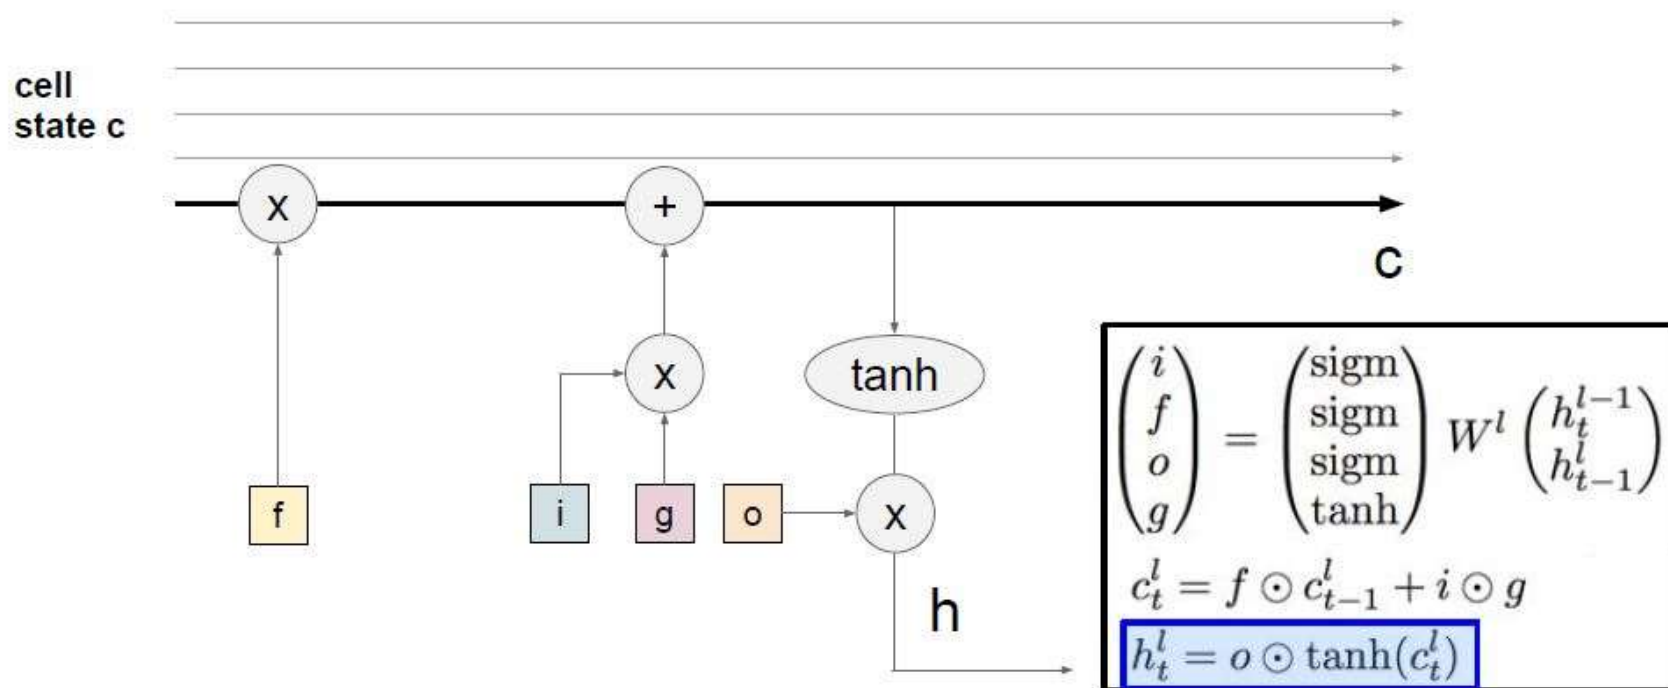 cell
state c
x
+
c
x
tanh
f
i
g
o
x
h
(i f o g) = (sigm sigm sigm tanh) W^l (h_t^{l-1} h_{t-1}^l)
c_t^l = f ⊙ c_{t-1}^l + i ⊙ g
h_t^l = o ⊙ tanh(c_t^l)